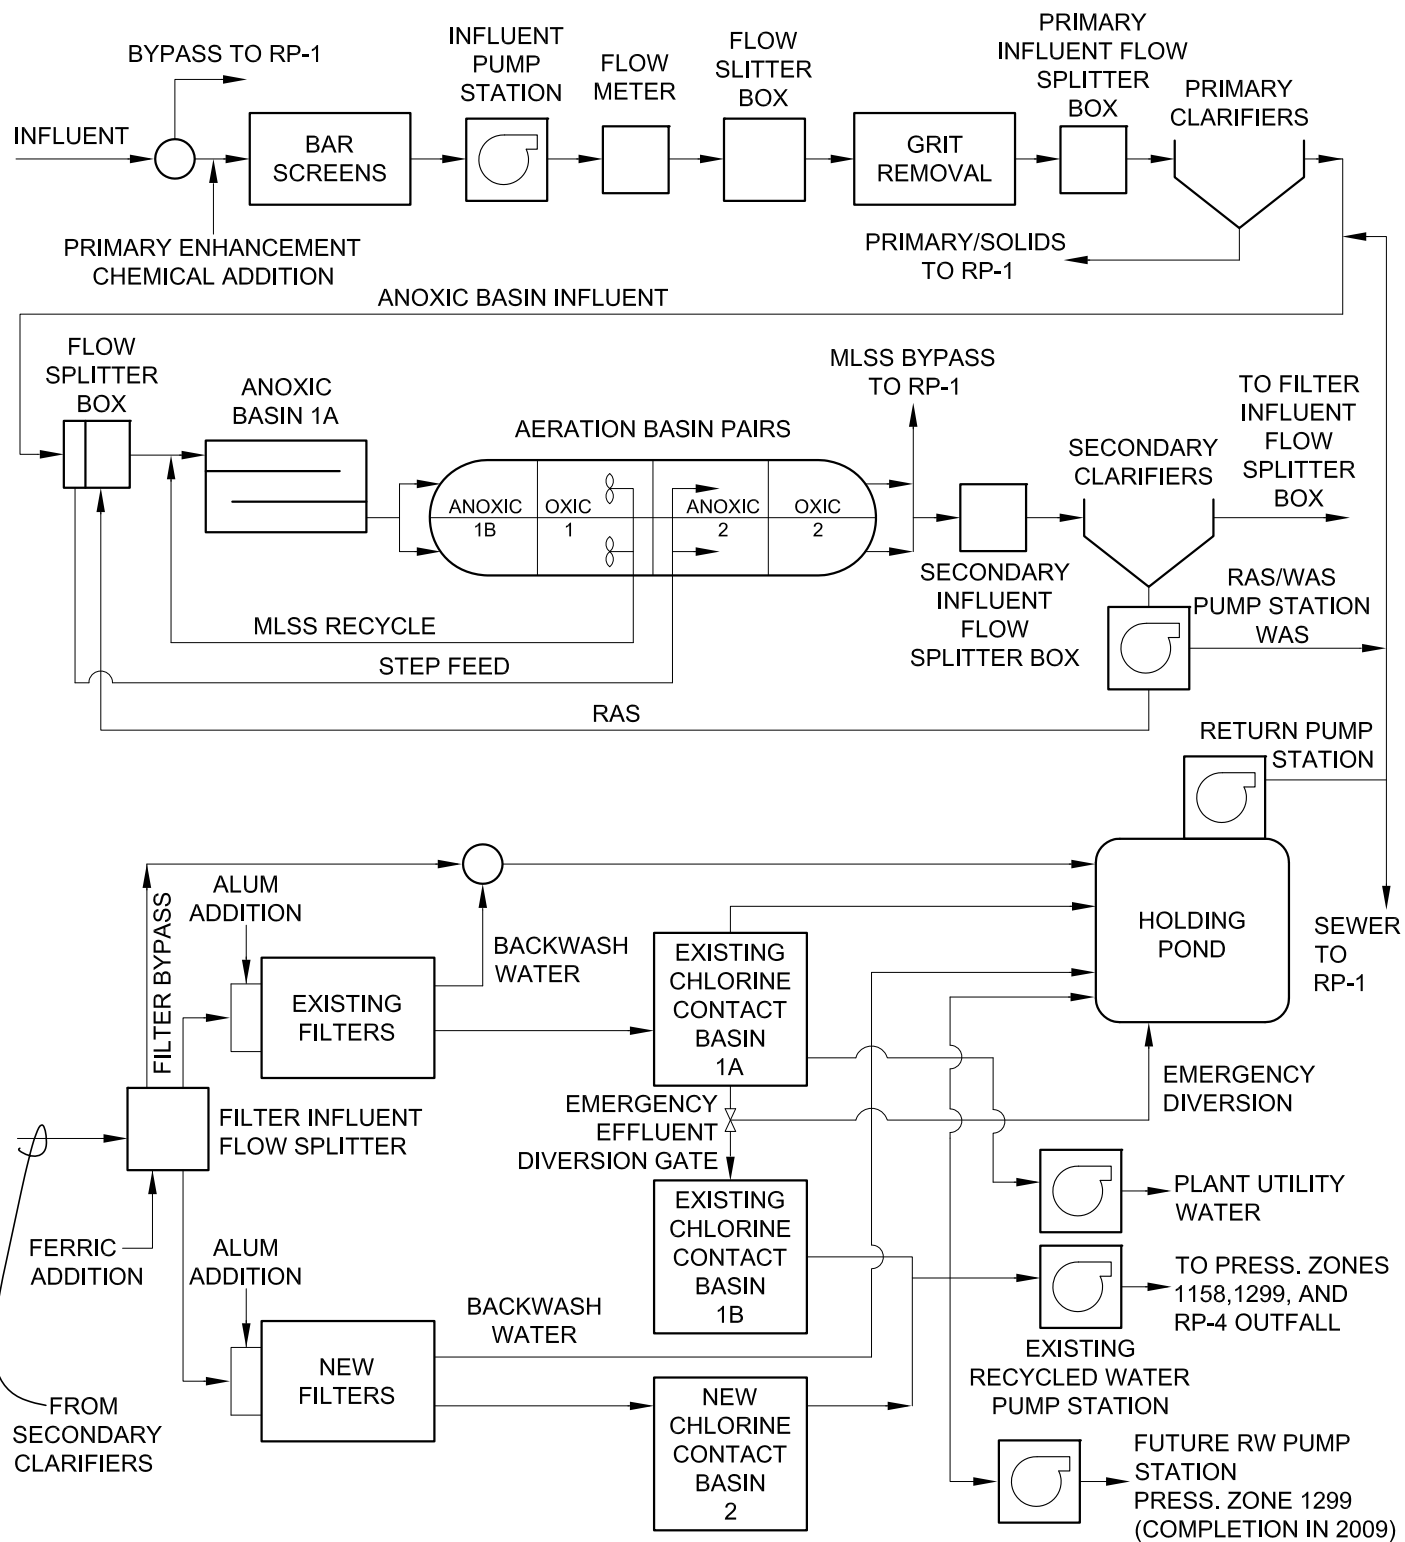 BYPASS TO RP-1
INFLUENT
PUMP
STATION
FLOW
METER
FLOW
SLITTER
BOX
PRIMARY
INFLUENT FLOW
SPLITTER
BOX
PRIMARY
CLARIFIERS
INFLUENT
BAR
SCREENS
GRIT
REMOVAL
PRIMARY ENHANCEMENT
CHEMICAL ADDITION
PRIMARY/SOLIDS
TO RP-1
ANOXIC BASIN INFLUENT
FLOW
SPLITTER
BOX
ANOXIC
BASIN 1A
AERATION BASIN PAIRS
MLSS BYPASS
TO RP-1
SECONDARY
CLARIFIERS
TO FILTER
INFLUENT
FLOW
SPLITTER
BOX
ANOXIC
1B
OXIC
1
ANOXIC
2
OXIC
2
SECONDARY
INFLUENT
FLOW
SPLITTER BOX
RAS/WAS
PUMP STATION
WAS
MLSS RECYCLE
STEP FEED
RAS
RETURN PUMP
STATION
HOLDING
POND
SEWER
TO
RP-1
FILTER BYPASS
ALUM
ADDITION
BACKWASH
WATER
EXISTING
FILTERS
EXISTING
CHLORINE
CONTACT
BASIN
1A
EMERGENCY
DIVERSION
FILTER INFLUENT
FLOW SPLITTER
EMERGENCY
EFFLUENT
DIVERSION GATE
PLANT UTILITY
WATER
EXISTING
CHLORINE
CONTACT
BASIN
1B
FERRIC
ADDITION
ALUM
ADDITION
TO PRESS. ZONES
1158,1299, AND
RP-4 OUTFALL
BACKWASH
WATER
EXISTING
RECYCLED WATER
PUMP STATION
NEW
FILTERS
NEW
CHLORINE
CONTACT
BASIN
2
FROM
SECONDARY
CLARIFIERS
FUTURE RW PUMP
STATION
PRESS. ZONE 1299
(COMPLETION IN 2009)